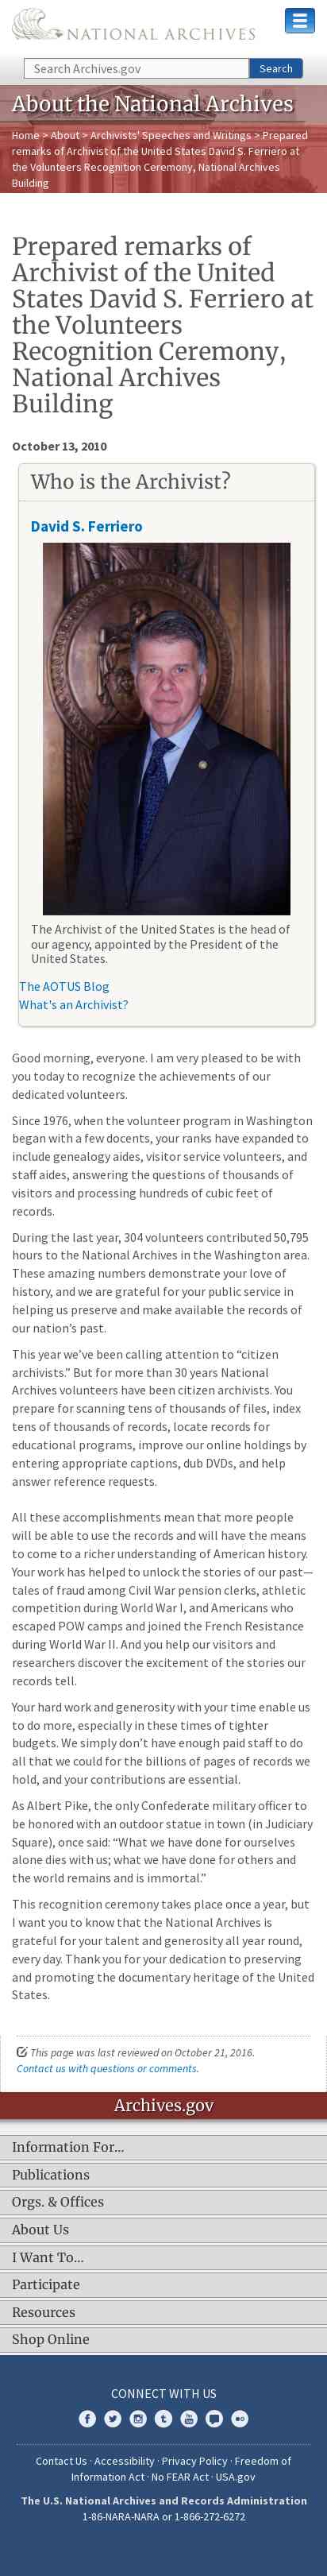 NATIONAL ARCHIVES
Search Archives.gov
Search
About the National Archives
Home > About > Archivists' Speeches and Writings > Prepared
remarks of Archivist of the United States David S. Ferriero at
the Volunteers Recognition Ceremony, National Archives
Building
Prepared remarks of
Archivist of the United
States David S. Ferriero at
the Volunteers
Recognition Ceremony,
National Archives
Building
October 13, 2010
Who is the Archivist?
David S. Ferriero
The Archivist of the United States is the head of
our agency, appointed by the President of the
United States.
The AOTUS Blog
What's an Archivist?
Good morning, everyone. I am very pleased to be with
you today to recognize the achievements of our
dedicated volunteers.
Since 1976, when the volunteer program in Washington
began with a few docents, your ranks have expanded to
include genealogy aides, visitor service volunteers, and
staff aides, answering the questions of thousands of
visitors and processing hundreds of cubic feet of
records.
During the last year, 304 volunteers contributed 50,795
hours to the National Archives in the Washington area.
These amazing numbers demonstrate your love of
history, and we are grateful for your public service in
helping us preserve and make available the records of
our nation’s past.
This year we’ve been calling attention to “citizen
archivists.” But for more than 30 years National
Archives volunteers have been citizen archivists. You
prepare for scanning tens of thousands of files, index
tens of thousands of records, locate records for
educational programs, improve our online holdings by
entering appropriate captions, dub DVDs, and help
answer reference requests.
All these accomplishments mean that more people
will be able to use the records and will have the means
to come to a richer understanding of American history.
Your work has helped to unlock the stories of our past—
tales of fraud among Civil War pension clerks, athletic
competition during World War I, and Americans who
escaped POW camps and joined the French Resistance
during World War II. And you help our visitors and
researchers discover the excitement of the stories our
records tell.
Your hard work and generosity with your time enable us
to do more, especially in these times of tighter
budgets. We simply don’t have enough paid staff to do
all that we could for the billions of pages of records we
hold, and your contributions are essential.
As Albert Pike, the only Confederate military officer to
be honored with an outdoor statue in town (in Judiciary
Square), once said: “What we have done for ourselves
alone dies with us; what we have done for others and
the world remains and is immortal.”
This recognition ceremony takes place once a year, but
I want you to know that the National Archives is
grateful for your talent and generosity all year round,
every day. Thank you for your dedication to preserving
and promoting the documentary heritage of the United
States.
This page was last reviewed on October 21, 2016.
Contact us with questions or comments.
Archives.gov
Information For…
Publications
Orgs. & Offices
About Us
I Want To…
Participate
Resources
Shop Online
CONNECT WITH US
Contact Us · Accessibility · Privacy Policy · Freedom of
Information Act · No FEAR Act · USA.gov
The U.S. National Archives and Records Administration
1-86-NARA-NARA or 1-866-272-6272